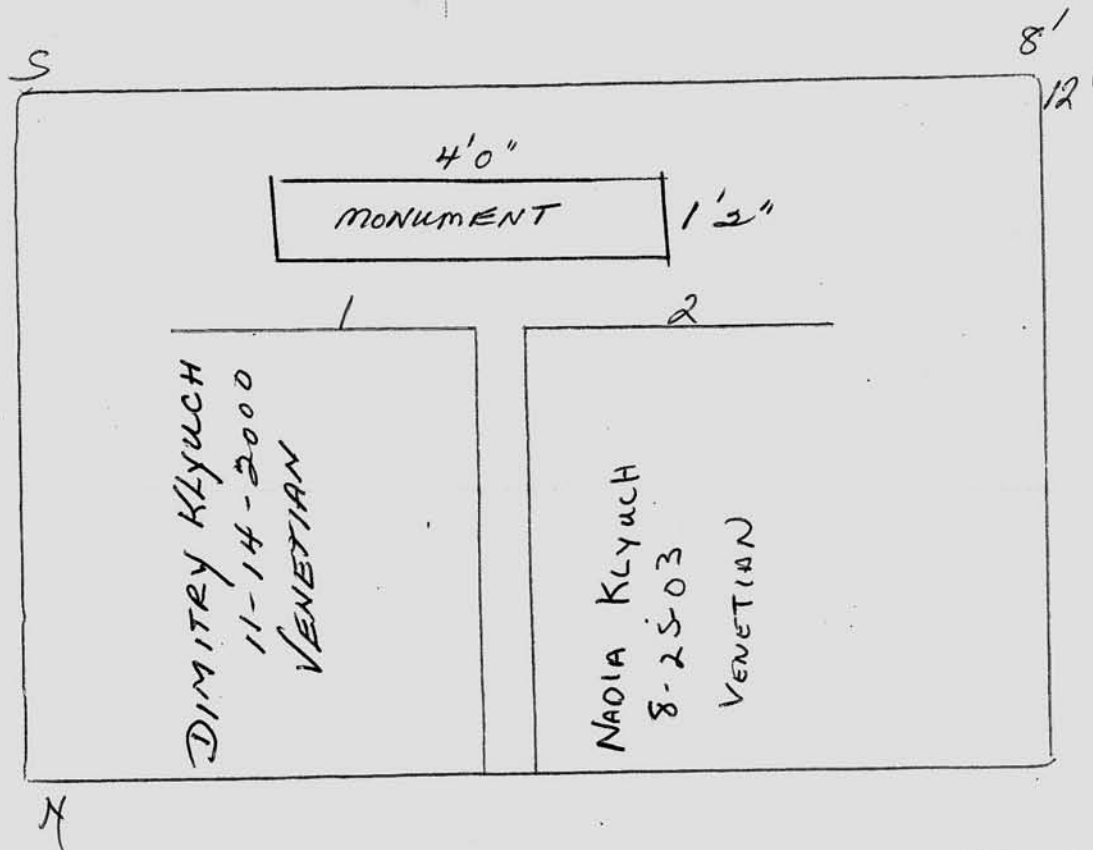 S
8'
12'
4'0"
MONUMENT
1'2"
1
2
DIMITRY KLYUCH
11-14-2000
VENETIAN
NADIA KLYUCH
8-25-03
VENETIAN
N